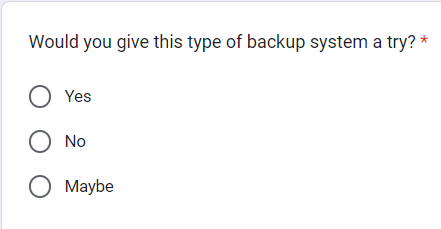 Would you give this type of backup system a try? *
Yes
No
Maybe